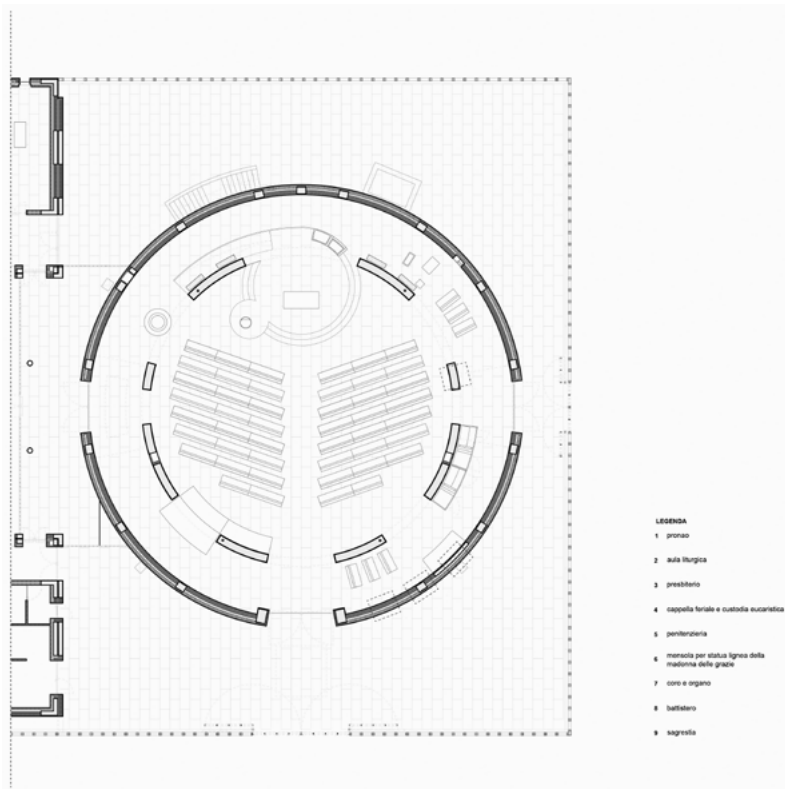 LEGENDA
1 pronao
2 aula liturgica
3 presbiterio
4 cappella feriale e custodia eucaristica
5 penitenzieria
6 mensola per statua lignea della
madonna delle grazie
7 coro e organo
8 battistero
9 sagrestia